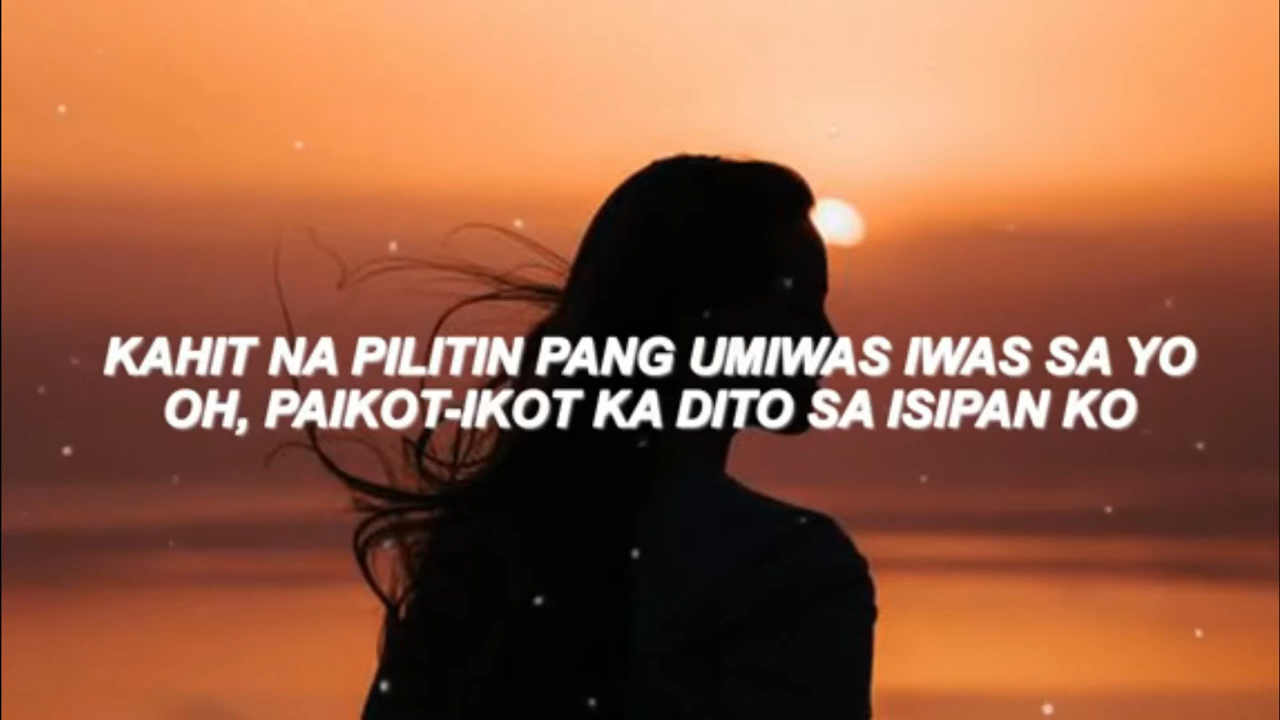 KAHIT NA PILITIN PANG UMIWAS IWAS SA YO
OH, PAIKOT-IKOT KA DITO SA ISIPAN KO